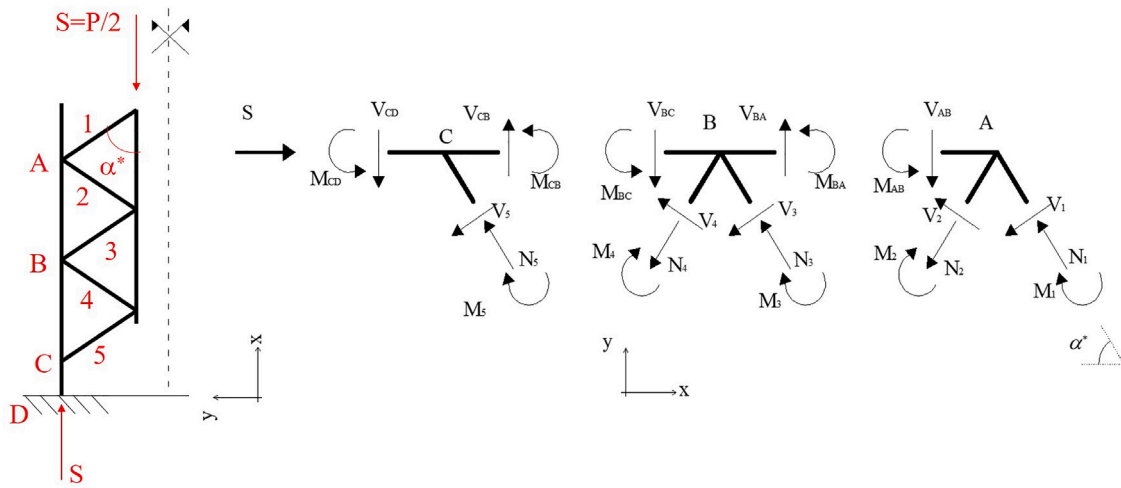 S=P/2
1
α*
A
2
3
B
4
C
5
D
S
x
y
S
V_CD
V_CB
C
M_CD
M_CB
V_5
N_5
M_5
V_BC
B
V_BA
M_BC
M_BA
V_4
V_3
M_4
N_4
N_3
M_3
y
x
V_AB
A
M_AB
V_2
V_1
M_2
N_2
N_1
M_1
α*